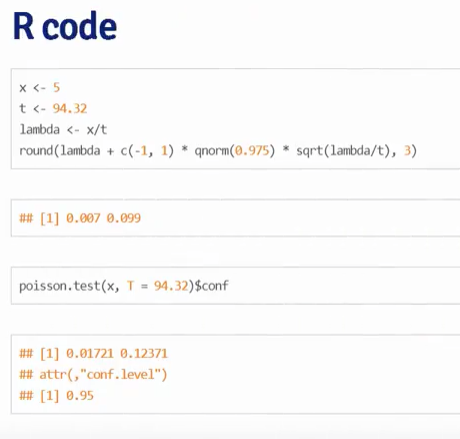 R code
x <- 5
t <- 94.32
lambda <- x/t
round(lambda + c(-1, 1) * qnorm(0.975) * sqrt(lambda/t), 3)
## [1] 0.007 0.099
poisson.test(x, T = 94.32)$conf
## [1] 0.01721 0.12371
## attr(,"conf.level")
## [1] 0.95